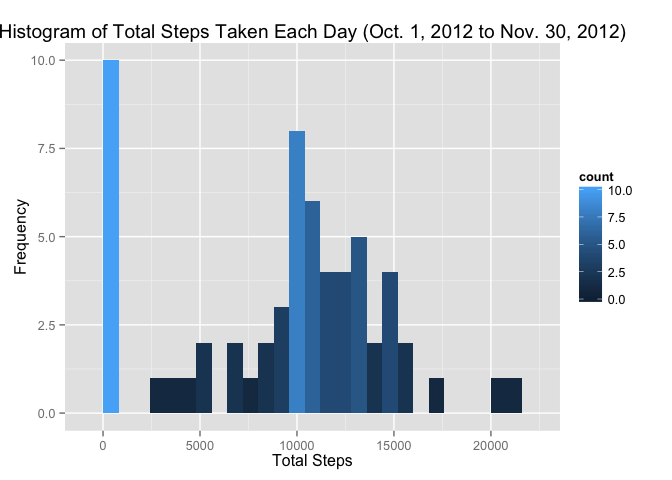 Histogram of Total Steps Taken Each Day (Oct. 1, 2012 to Nov. 30, 2012)
Frequency
10.0
7.5
5.0
2.5
0.0
0 5000 10000 15000 20000
Total Steps
count
10.0
7.5
5.0
2.5
0.0